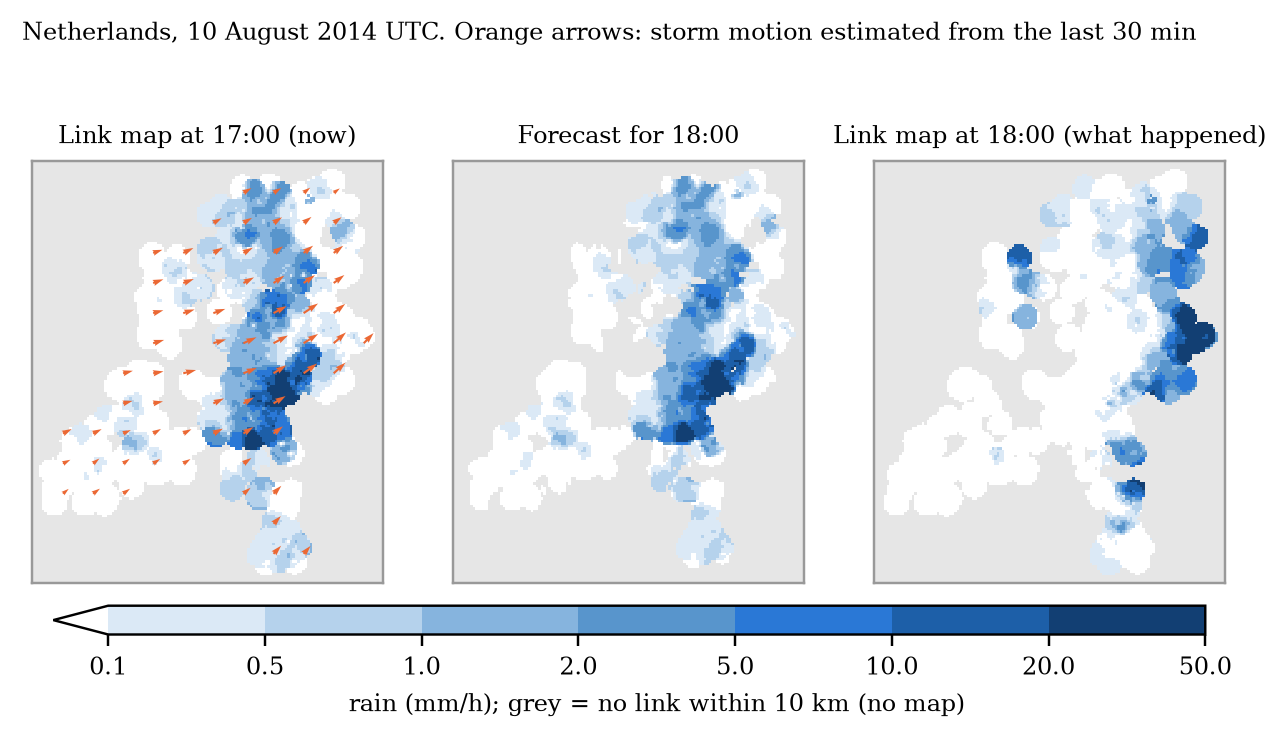 Netherlands, 10 August 2014 UTC. Orange arrows: storm motion estimated from the last 30 min
Link map at 17:00 (now)
Forecast for 18:00
Link map at 18:00 (what happened)
0.1 0.5 1.0 2.0 5.0 10.0 20.0 50.0
rain (mm/h); grey = no link within 10 km (no map)